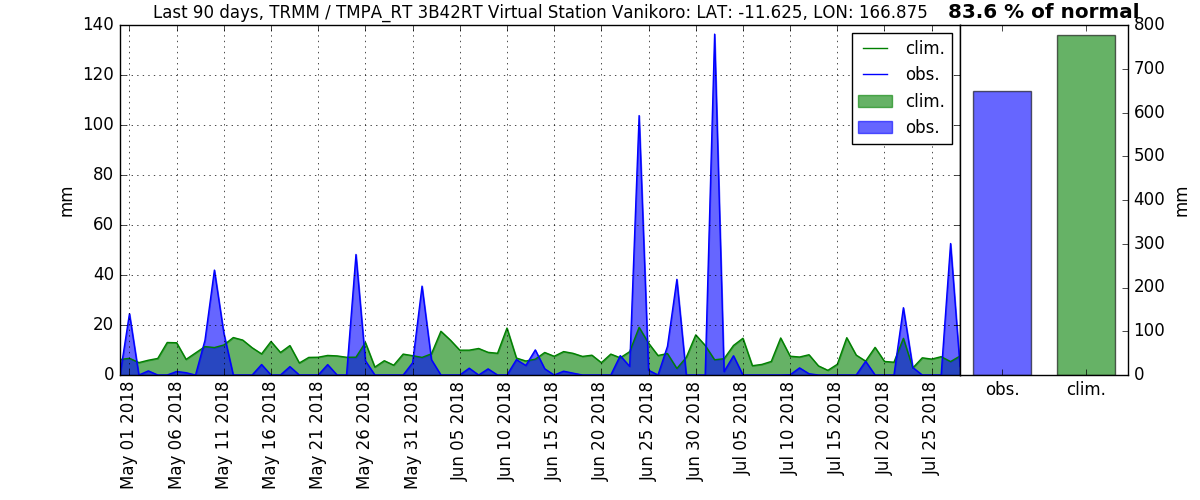 Last 90 days, TRMM / TMPA_RT 3B42RT Virtual Station Vanikoro: LAT: -11.625, LON: 166.875
83.6 % of normal
140
120
100
80
60
40
20
0
mm
clim.
obs.
clim.
obs.
800
700
600
500
400
300
200
100
0
mm
May 01 2018
May 06 2018
May 11 2018
May 16 2018
May 21 2018
May 26 2018
May 31 2018
Jun 05 2018
Jun 10 2018
Jun 15 2018
Jun 20 2018
Jun 25 2018
Jun 30 2018
Jul 05 2018
Jul 10 2018
Jul 15 2018
Jul 20 2018
Jul 25 2018
obs.
clim.